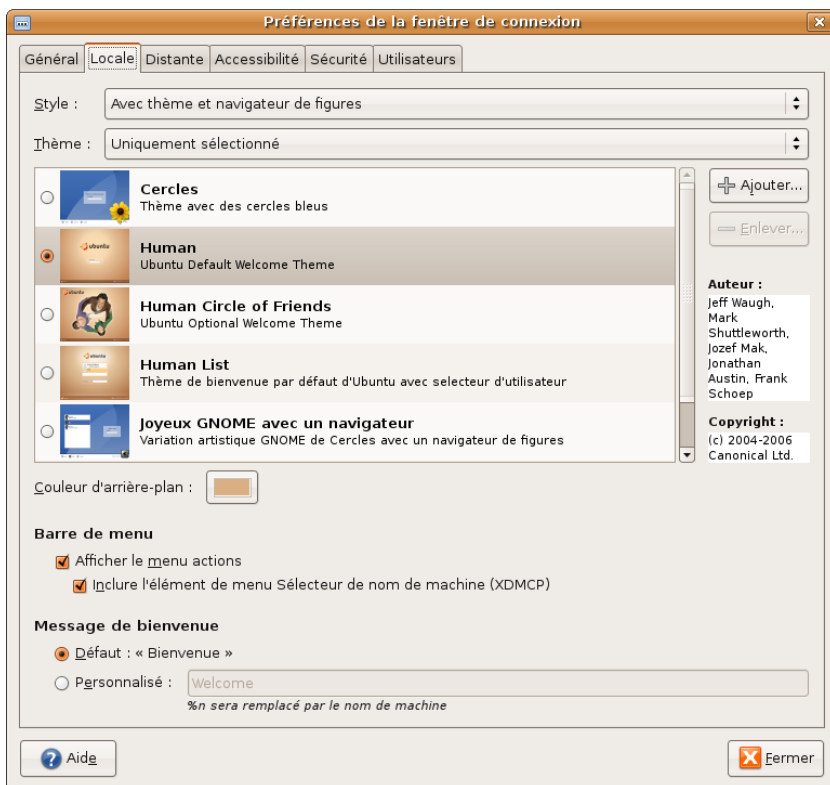 Préférences de la fenêtre de connexion
Général Locale Distante Accessibilité Sécurité Utilisateurs
Style : Avec thème et navigateur de figures
Thème : Uniquement sélectionné
Cercles
Thème avec des cercles bleus
ubuntu
Human
Ubuntu Default Welcome Theme
ubuntu
Human Circle of Friends
Ubuntu Optional Welcome Theme
ubuntu
Human List
Thème de bienvenue par défaut d'Ubuntu avec selecteur d'utilisateur
Joyeux GNOME avec un navigateur
Variation artistique GNOME de Cercles avec un navigateur de figures
Ajouter...
Enlever...
Auteur :
Jeff Waugh,
Mark
Shuttleworth,
Jozef Mak,
Jonathan
Austin, Frank
Schoep
Copyright :
(c) 2004-2006
Canonical Ltd.
Couleur d'arrière-plan :
Barre de menu
Afficher le menu actions
Inclure l'élément de menu Sélecteur de nom de machine (XDMCP)
Message de bienvenue
Défaut : « Bienvenue »
Personnalisé : Welcome
%n sera remplacé par le nom de machine
Aide
Fermer